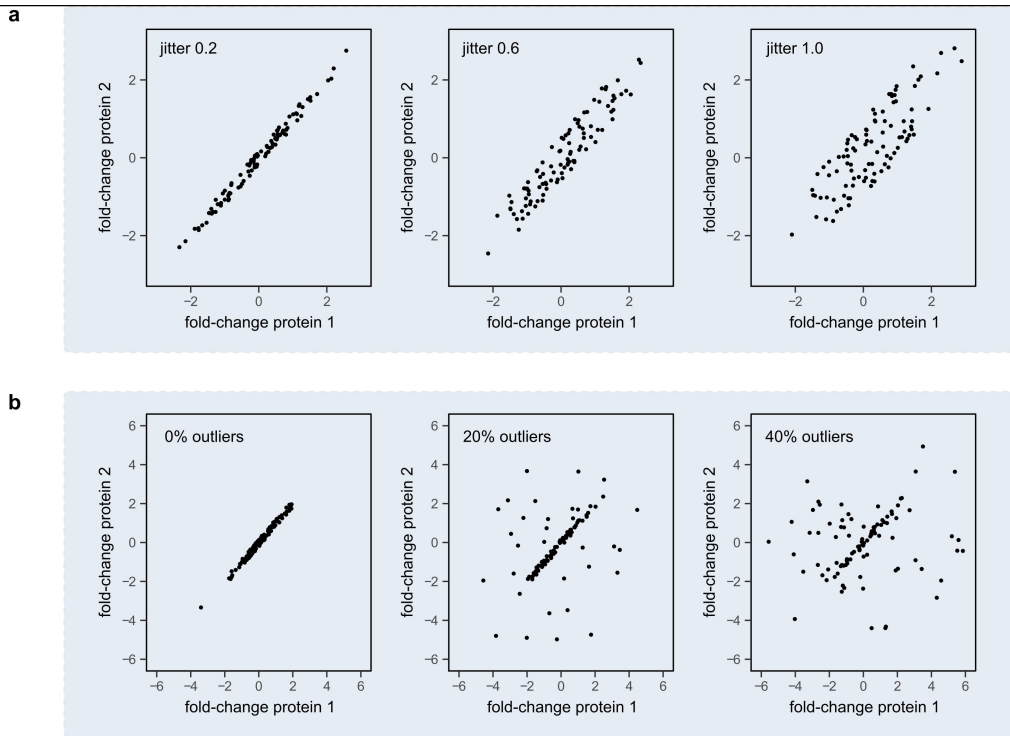 a
jitter 0.2
jitter 0.6
jitter 1.0
fold-change protein 2
fold-change protein 2
fold-change protein 2
2
0
−2
2
0
−2
2
0
−2
−2 0 2
−2 0 2
−2 0 2
fold-change protein 1
fold-change protein 1
fold-change protein 1
b
0% outliers
20% outliers
40% outliers
fold-change protein 2
fold-change protein 2
fold-change protein 2
6
4
2
0
−2
−4
−6
6
4
2
0
−2
−4
−6
6
4
2
0
−2
−4
−6
−6 −4 −2 0 2 4 6
−6 −4 −2 0 2 4 6
−6 −4 −2 0 2 4 6
fold-change protein 1
fold-change protein 1
fold-change protein 1